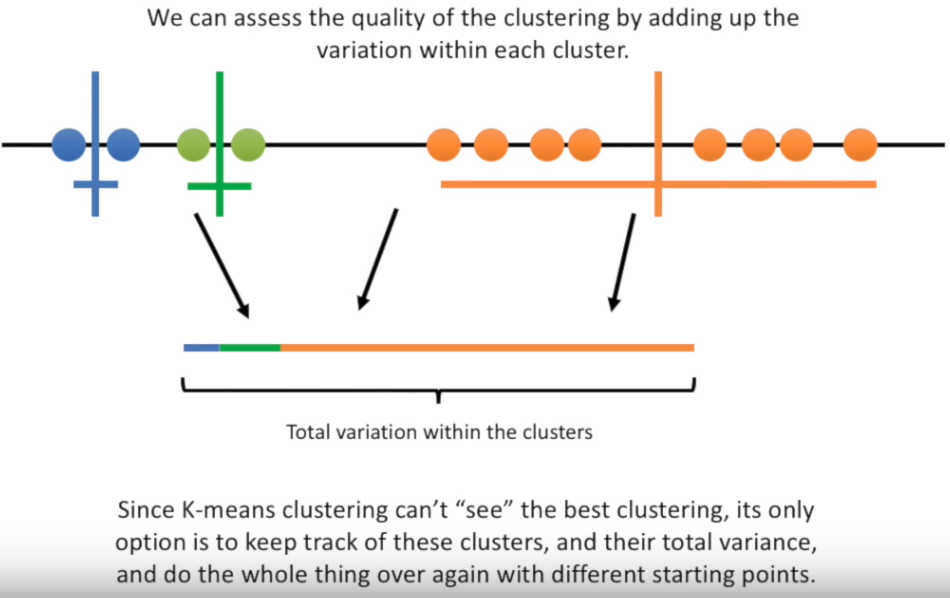 We can assess the quality of the clustering by adding up the
variation within each cluster.
Total variation within the clusters
Since K-means clustering can’t “see” the best clustering, its only
option is to keep track of these clusters, and their total variance,
and do the whole thing over again with different starting points.